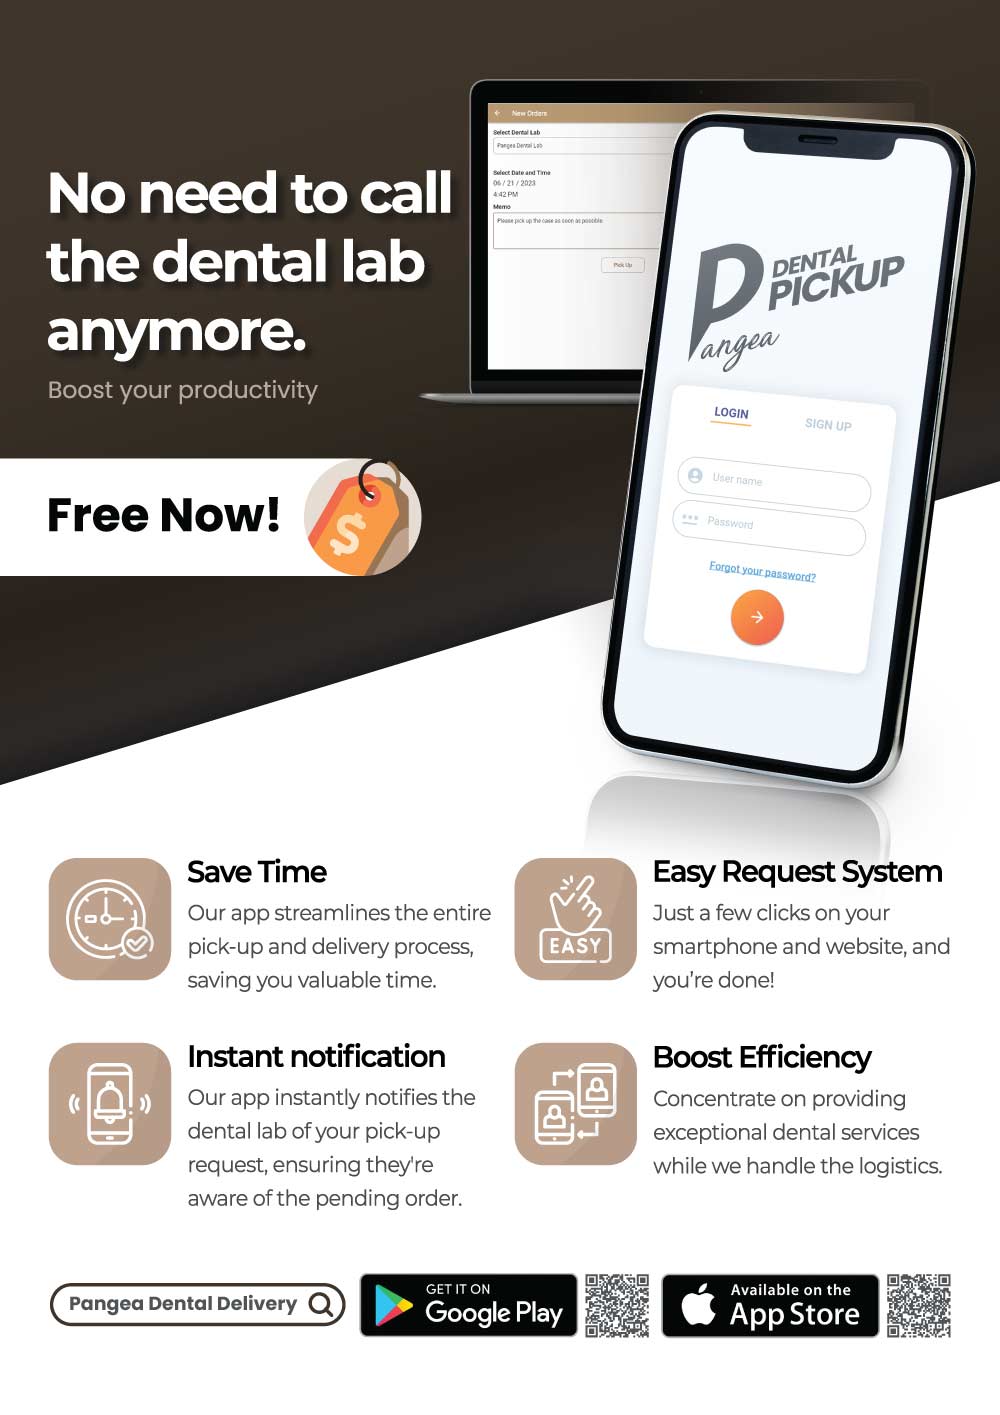 No need to call
the dental lab
anymore.
Boost your productivity
Free Now!
New Orders
Select Dental Lab
Pangea Dental Lab
Select Date and Time
06 / 21 / 2023
4:42 PM
Memo
Please pick up the case as soon as possible.
Pick Up
DENTAL
PICKUP
Pangea
LOGIN
SIGN UP
User name
Password
Forgot your password?
Save Time
Our app streamlines the entire
pick-up and delivery process,
saving you valuable time.
Easy Request System
Just a few clicks on your
smartphone and website, and
you’re done!
EASY
Instant notification
Our app instantly notifies the
dental lab of your pick-up
request, ensuring they're
aware of the pending order.
Boost Efficiency
Concentrate on providing
exceptional dental services
while we handle the logistics.
Pangea Dental Delivery
GET IT ON
Google Play
Available on the
App Store